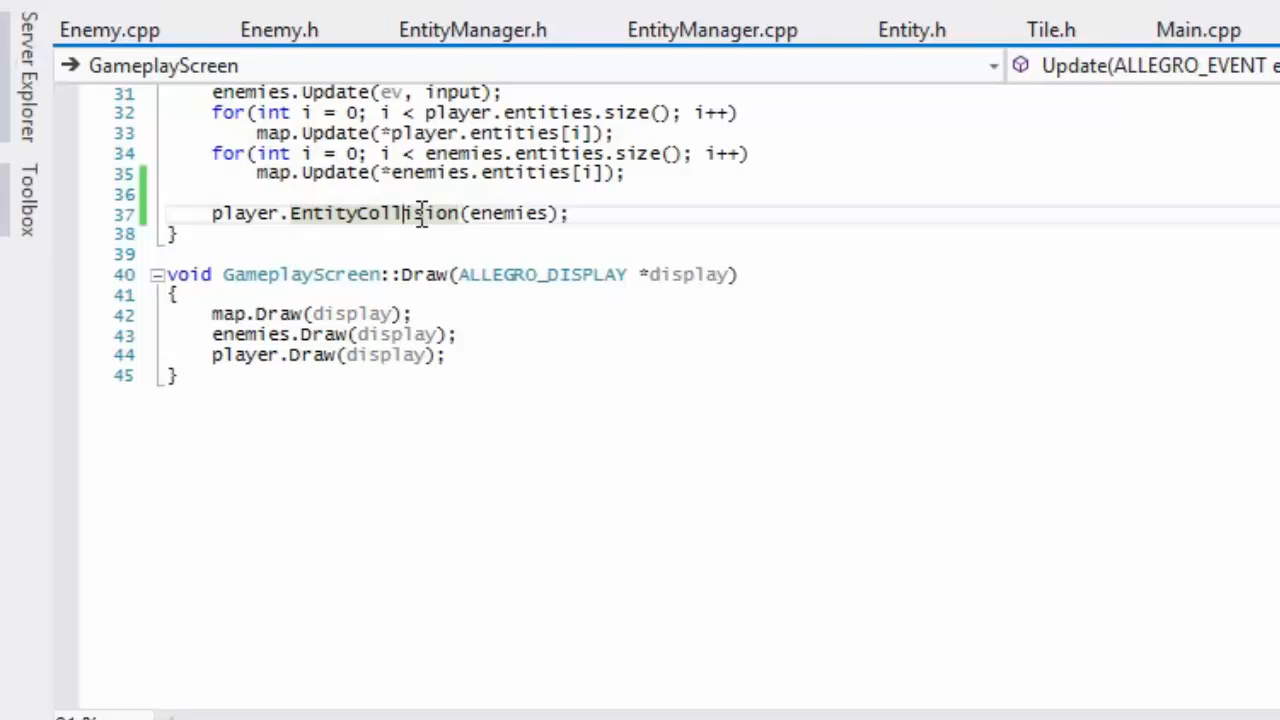 Server Explorer
Toolbox
Enemy.cpp Enemy.h EntityManager.h EntityManager.cpp Entity.h Tile.h Main.cpp
GameplayScreen Update(ALLEGRO_EVENT e
31 enemies.Update(ev, input);
32 for(int i = 0; i < player.entities.size(); i++)
33 map.Update(*player.entities[i]);
34 for(int i = 0; i < enemies.entities.size(); i++)
35 map.Update(*enemies.entities[i]);
36
37 player.EntityCollision(enemies);
38 }
39
40 void GameplayScreen::Draw(ALLEGRO_DISPLAY *display)
41 {
42 map.Draw(display);
43 enemies.Draw(display);
44 player.Draw(display);
45 }